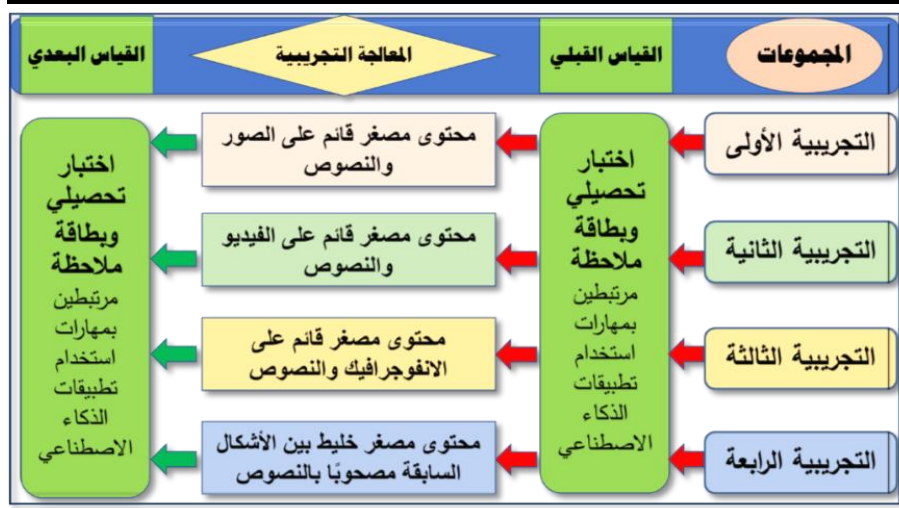 المجموعات
القياس القبلي
المعالجة التجريبية
القياس البعدي
التجريبية الأولى
التجريبية الثانية
التجريبية الثالثة
التجريبية الرابعة
اختبار
تحصيلي
وبطاقة
ملاحظة
مرتبطين
بمهارات
استخدام
تطبيقات
الذكاء
الاصطناعي
محتوى مصغر قائم على الصور
والنصوص
محتوى مصغر قائم على الفيديو
والنصوص
محتوى مصغر قائم على
الانفوجرافيك والنصوص
محتوى مصغر خليط بين الأشكال
السابقة مصحوبًا بالنصوص
اختبار
تحصيلي
وبطاقة
ملاحظة
مرتبطين
بمهارات
استخدام
تطبيقات
الذكاء
الاصطناعي